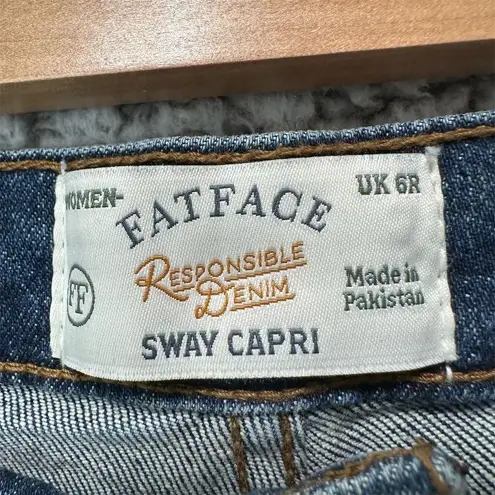 WOMEN-
UK 6R
FATFACE
RESPONSIBLE
DENIM
FF
Made in
Pakistan
SWAY CAPRI